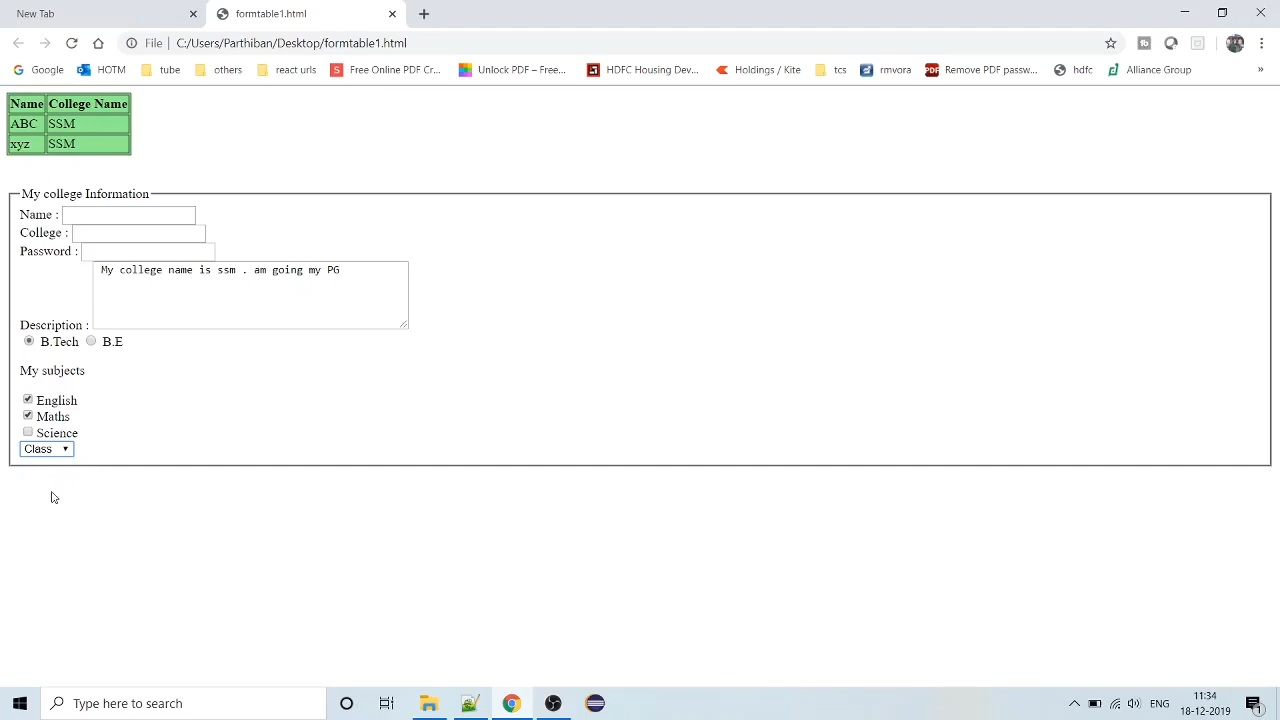 New Tab
formtable1.html
File | C:/Users/Parthiban/Desktop/formtable1.html
Google HOTM tube others react urls Free Online PDF Cr... Unlock PDF – Free... HDFC Housing Dev... Holdings / Kite tcs rmvora Remove PDF passw... hdfc Alliance Group »
Name College Name
ABC SSM
xyz SSM
My college Information
Name :
College :
Password :
My college name is ssm . am going my PG
Description :
B.Tech B.E
My subjects
English
Maths
Science
Class
Type here to search
ENG
11:34
18-12-2019
1